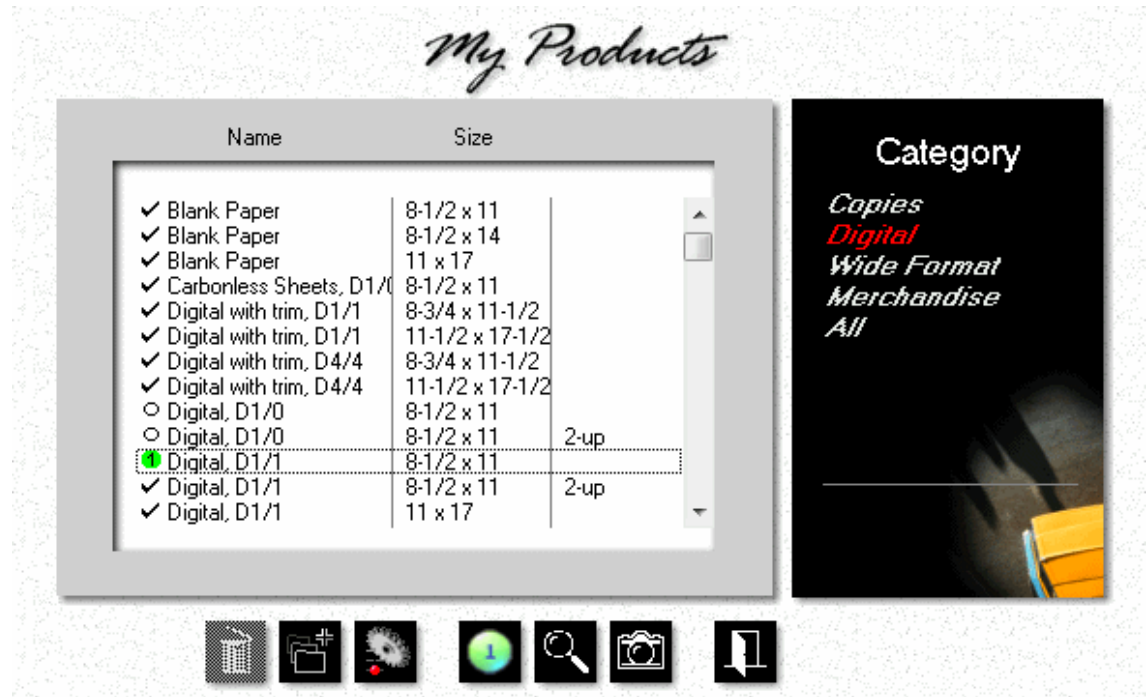 My Products
Name Size
Blank Paper 8-1/2 x 11
Blank Paper 8-1/2 x 14
Blank Paper 11 x 17
Carbonless Sheets, D1/0 8-1/2 x 11
Digital with trim, D1/1 8-3/4 x 11-1/2
Digital with trim, D1/1 11-1/2 x 17-1/2
Digital with trim, D4/4 8-3/4 x 11-1/2
Digital with trim, D4/4 11-1/2 x 17-1/2
Digital, D1/0 8-1/2 x 11
Digital, D1/0 8-1/2 x 11 2-up
1 Digital, D1/1 8-1/2 x 11
Digital, D1/1 8-1/2 x 11 2-up
Digital, D1/1 11 x 17
Category
Copies
Digital
Wide Format
Merchandise
All
1